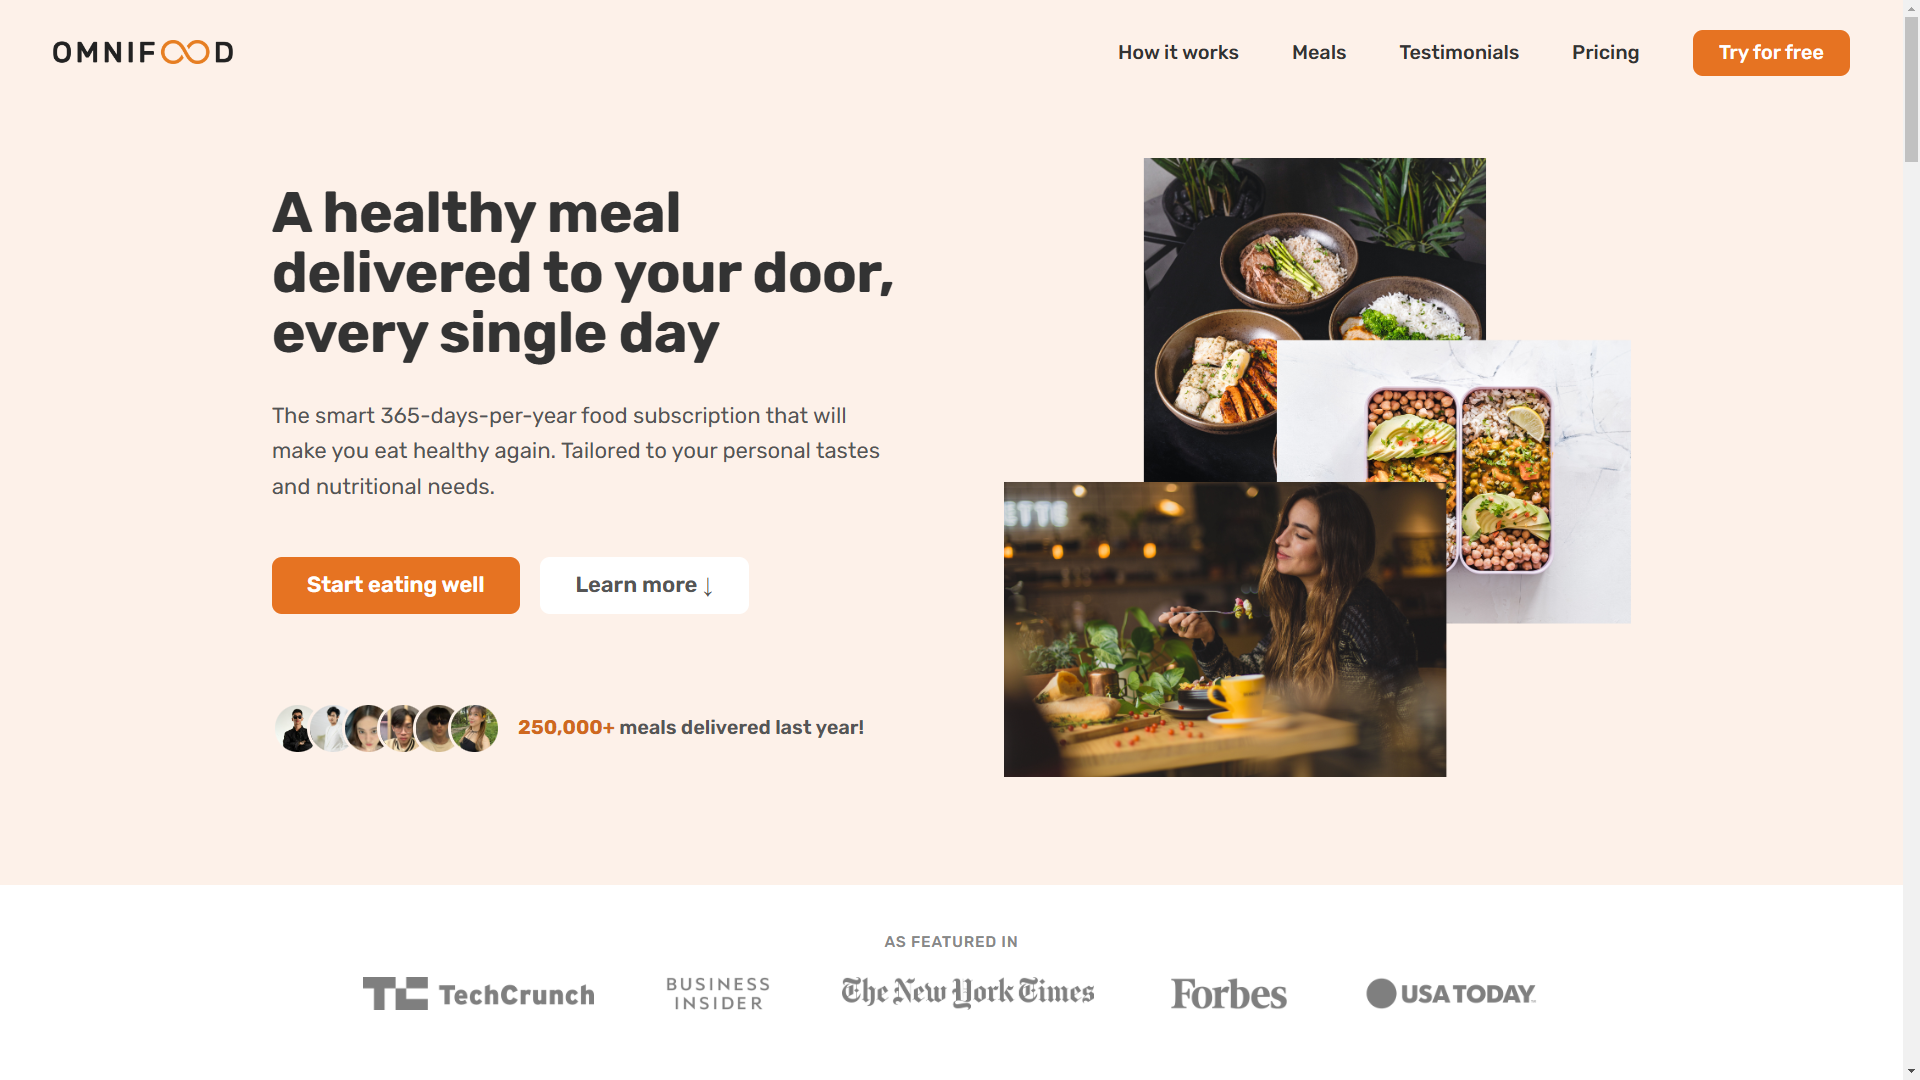 OMNIFOOD
How it works
Meals
Testimonials
Pricing
Try for free
A healthy meal
delivered to your door,
every single day
The smart 365-days-per-year food subscription that will
make you eat healthy again. Tailored to your personal tastes
and nutritional needs.
Start eating well
Learn more ↓
250,000+ meals delivered last year!
ETTE
AS FEATURED IN
TC TechCrunch
BUSINESS
INSIDER
The New York Times
Forbes
USA TODAY